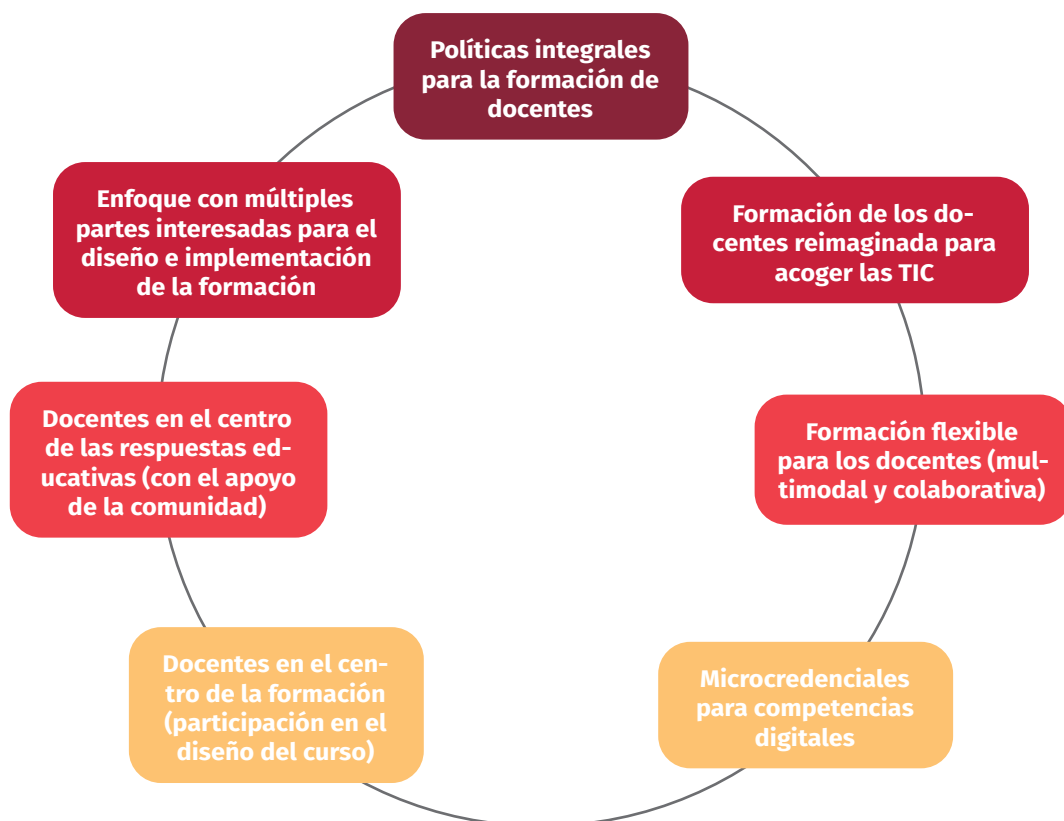 Políticas integrales
para la formación de
docentes
Enfoque con múltiples
partes interesadas para el
diseño e implementación
de la formación
Formación de los do-
centes reimaginada para
acoger las TIC
Docentes en el centro
de las respuestas ed-
ucativas (con el apoyo
de la comunidad)
Formación flexible
para los docentes (mul-
timodal y colaborativa)
Docentes en el cen-
tro de la formación
(participación en el
diseño del curso)
Microcredenciales
para competencias
digitales